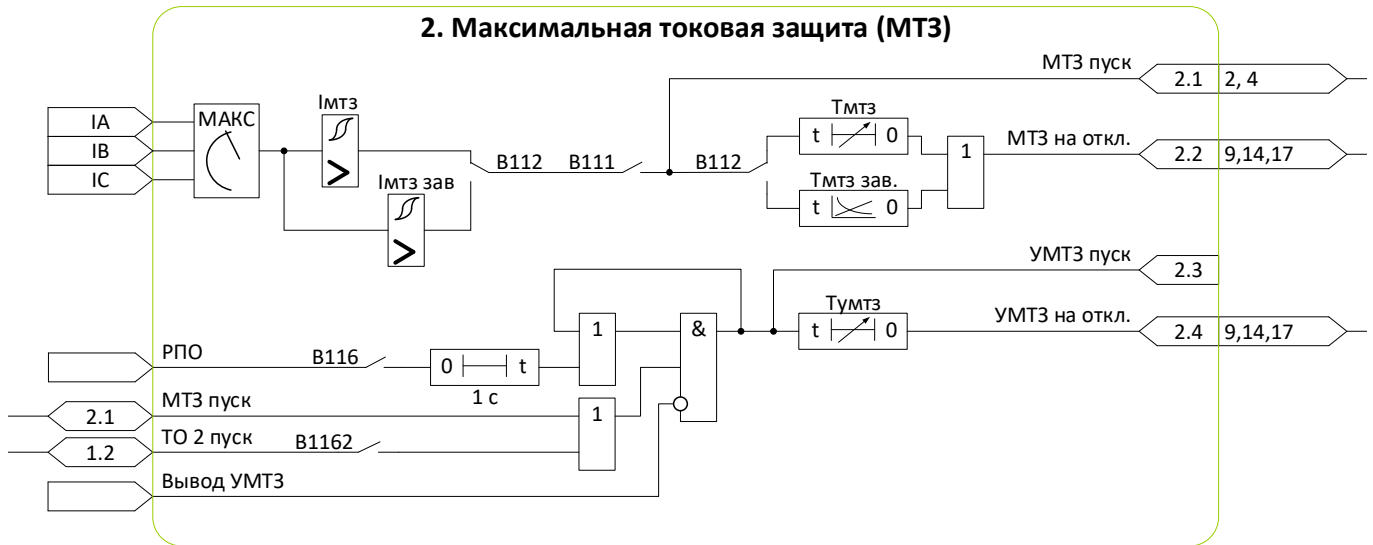 2. Максимальная токовая защита (МТЗ)
МТЗ пуск
2.1 2, 4
IA
IB
IC
МАКС
Iмтз
>
Iмтз зав
>
В112
В111
В112
Тмтз
t 0
Тмтз зав.
t 0
1
МТЗ на откл.
2.2 9,14,17
УМТЗ пуск
2.3
1
&
Тумтз
t 0
УМТЗ на откл.
2.4 9,14,17
РПО
В116
0 t
1 с
2.1
МТЗ пуск
1
1.2
ТО 2 пуск
В1162
Вывод УМТЗ